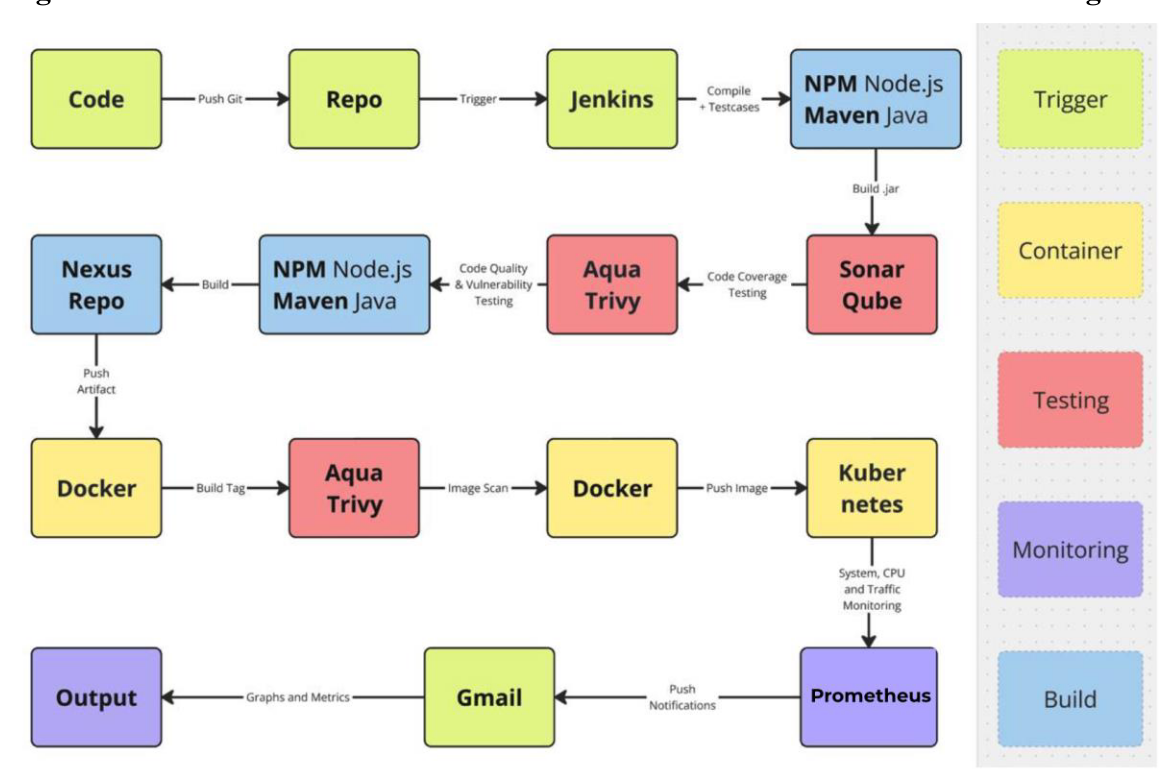 Code
Push Git
Repo
Trigger
Jenkins
Compile
+ Testcases
NPM Node.js
Maven Java
Build .jar
Sonar
Qube
Code Coverage
Testing
Aqua
Trivy
Code Quality
& Vulnerability
Testing
NPM Node.js
Maven Java
Build
Nexus
Repo
Push
Artifact
Docker
Build Tag
Aqua
Trivy
Image Scan
Docker
Push Image
Kuber
netes
System, CPU
and Traffic
Monitoring
Prometheus
Push
Notifications
Gmail
Graphs and Metrics
Output
Trigger
Container
Testing
Monitoring
Build